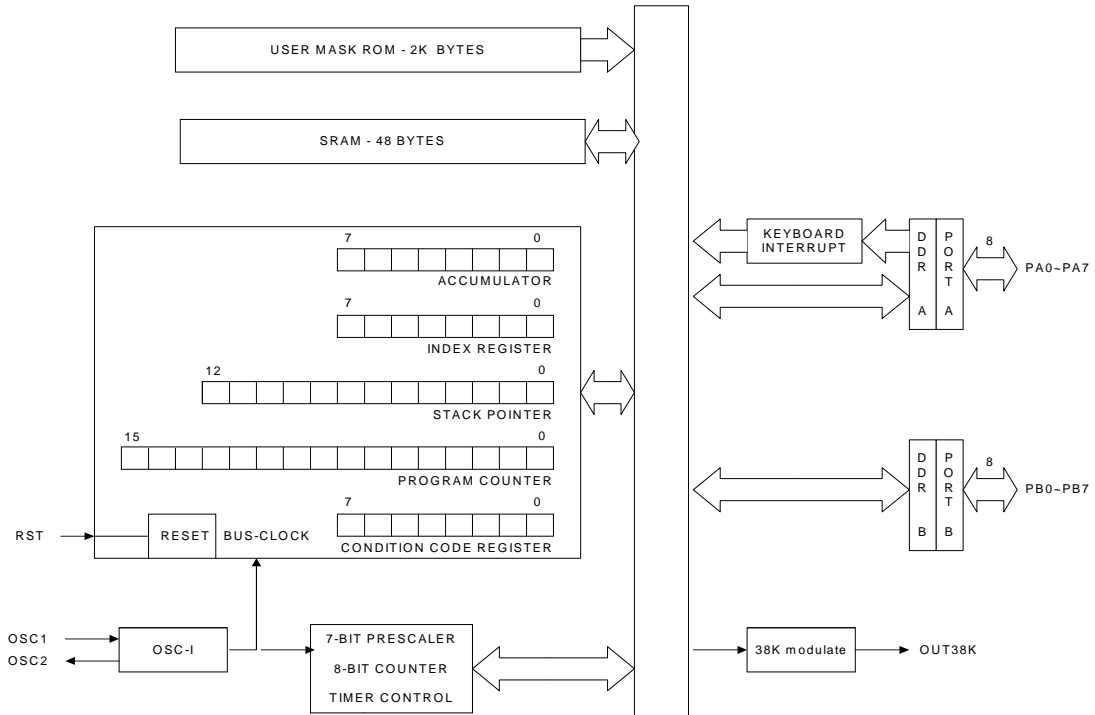 USER MASK ROM - 2K BYTES
SRAM - 48 BYTES
7 0
ACCUMULATOR
7 0
INDEX REGISTER
12 0
STACK POINTER
15 0
PROGRAM COUNTER
7 0
CONDITION CODE REGISTER
RST
RESET
BUS-CLOCK
OSC1
OSC2
OSC-I
7-BIT PRESCALER
8-BIT COUNTER
TIMER CONTROL
KEYBOARD
INTERRUPT
DDR A
PORT A
8
PA0~PA7
DDR B
PORT B
8
PB0~PB7
38K modulate
OUT38K